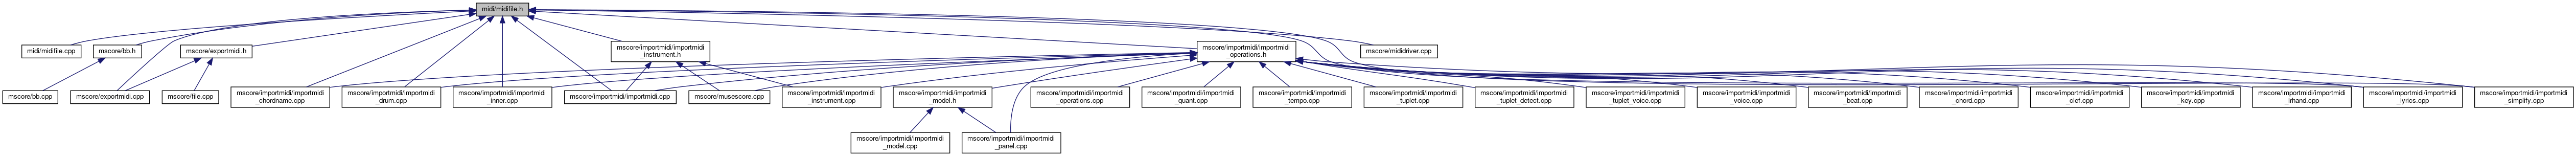 midi/midifile.h
midi/midifile.cpp
mscore/bb.h
mscore/exportmidi.h
mscore/importmidi/importmidi
_instrument.h
mscore/importmidi/importmidi
_operations.h
mscore/mididriver.cpp
mscore/bb.cpp
mscore/exportmidi.cpp
mscore/file.cpp
mscore/importmidi/importmidi
_chordname.cpp
mscore/importmidi/importmidi
_drum.cpp
mscore/importmidi/importmidi
_inner.cpp
mscore/importmidi/importmidi.cpp
mscore/musescore.cpp
mscore/importmidi/importmidi
_instrument.cpp
mscore/importmidi/importmidi
_model.h
mscore/importmidi/importmidi
_operations.cpp
mscore/importmidi/importmidi
_quant.cpp
mscore/importmidi/importmidi
_tempo.cpp
mscore/importmidi/importmidi
_tuplet.cpp
mscore/importmidi/importmidi
_tuplet_detect.cpp
mscore/importmidi/importmidi
_tuplet_voice.cpp
mscore/importmidi/importmidi
_voice.cpp
mscore/importmidi/importmidi
_beat.cpp
mscore/importmidi/importmidi
_chord.cpp
mscore/importmidi/importmidi
_clef.cpp
mscore/importmidi/importmidi
_key.cpp
mscore/importmidi/importmidi
_lrhand.cpp
mscore/importmidi/importmidi
_lyrics.cpp
mscore/importmidi/importmidi
_simplify.cpp
mscore/importmidi/importmidi
_model.cpp
mscore/importmidi/importmidi
_panel.cpp